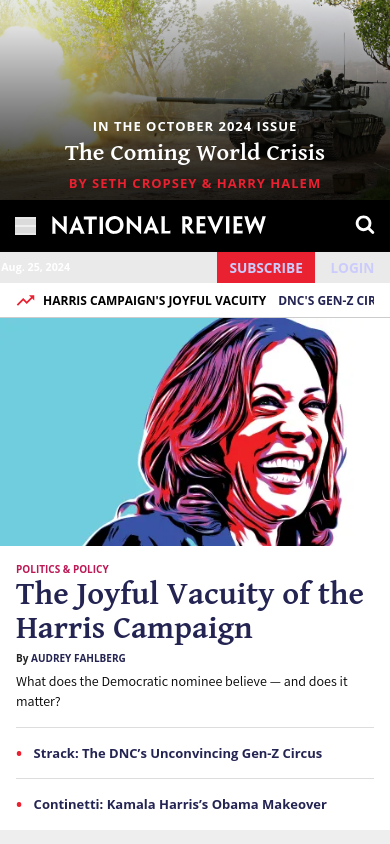 IN THE OCTOBER 2024 ISSUE
The Coming World Crisis
BY SETH CROPSEY & HARRY HALEM
NATIONAL REVIEW
Aug. 25, 2024
SUBSCRIBE
LOGIN
HARRIS CAMPAIGN'S JOYFUL VACUITY DNC'S GEN-Z CIR
POLITICS & POLICY
The Joyful Vacuity of the
Harris Campaign
By AUDREY FAHLBERG
What does the Democratic nominee believe — and does it
matter?
• Strack: The DNC’s Unconvincing Gen-Z Circus
• Continetti: Kamala Harris’s Obama Makeover